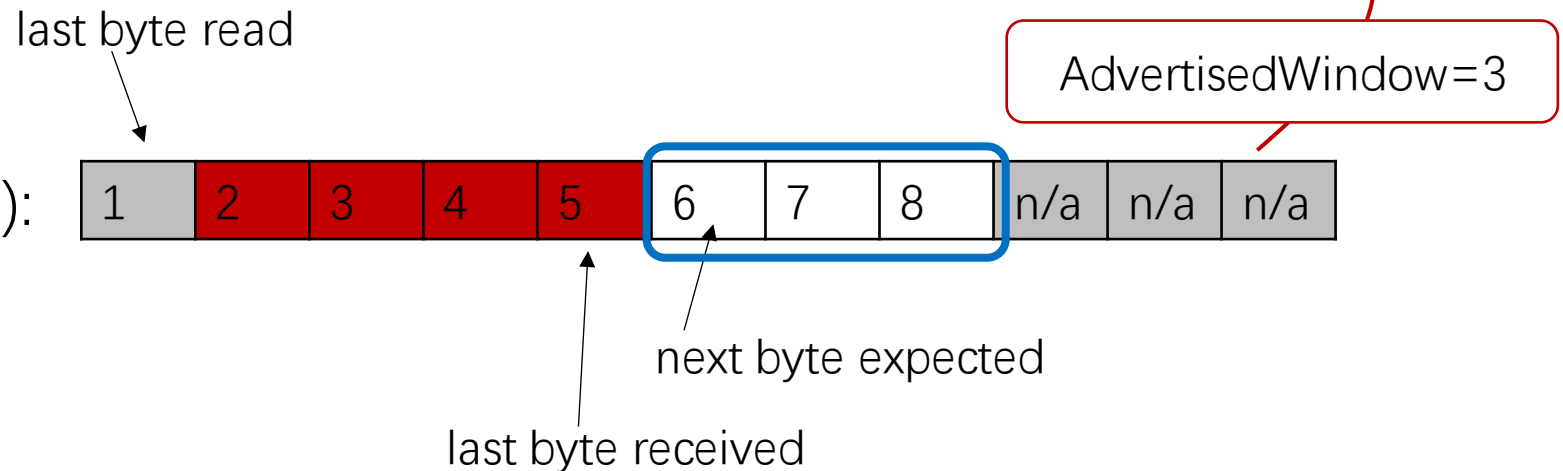 last byte read
AdvertisedWindow=3
): 1 2 3 4 5 6 7 8 n/a n/a n/a
next byte expected
last byte received